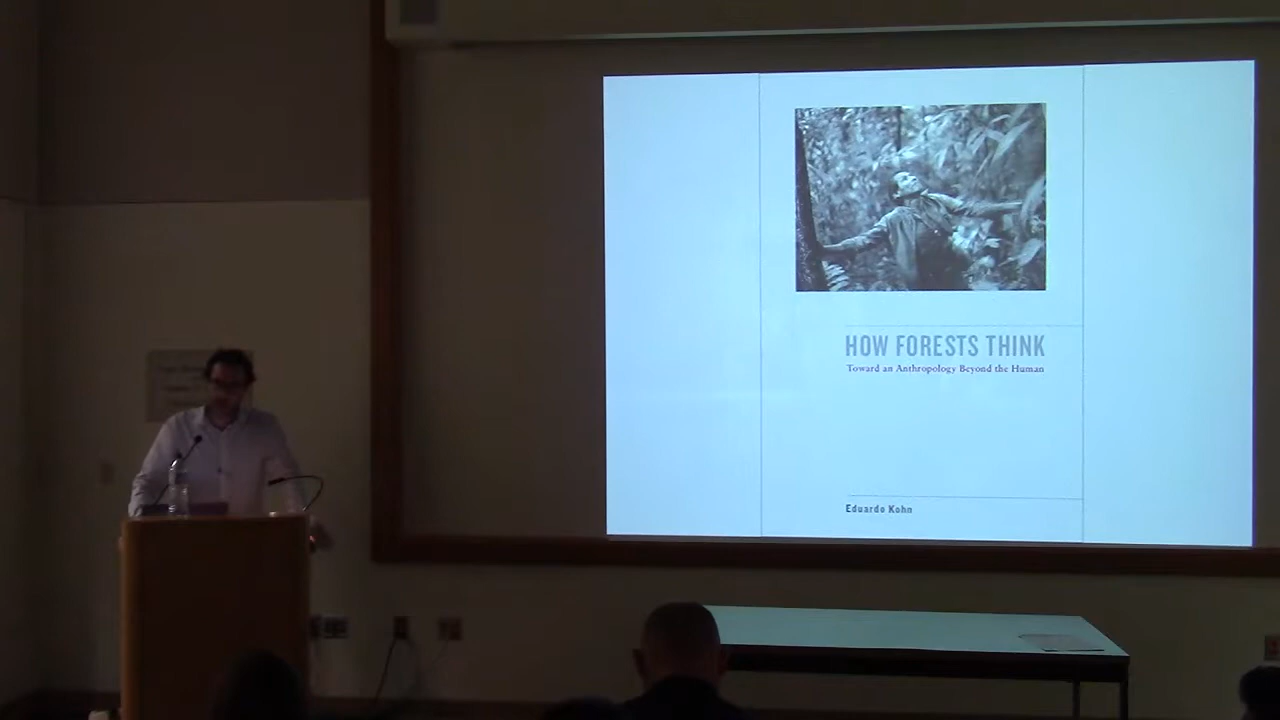 HOW FORESTS THINK
Toward an Anthropology Beyond the Human
Eduardo Kohn